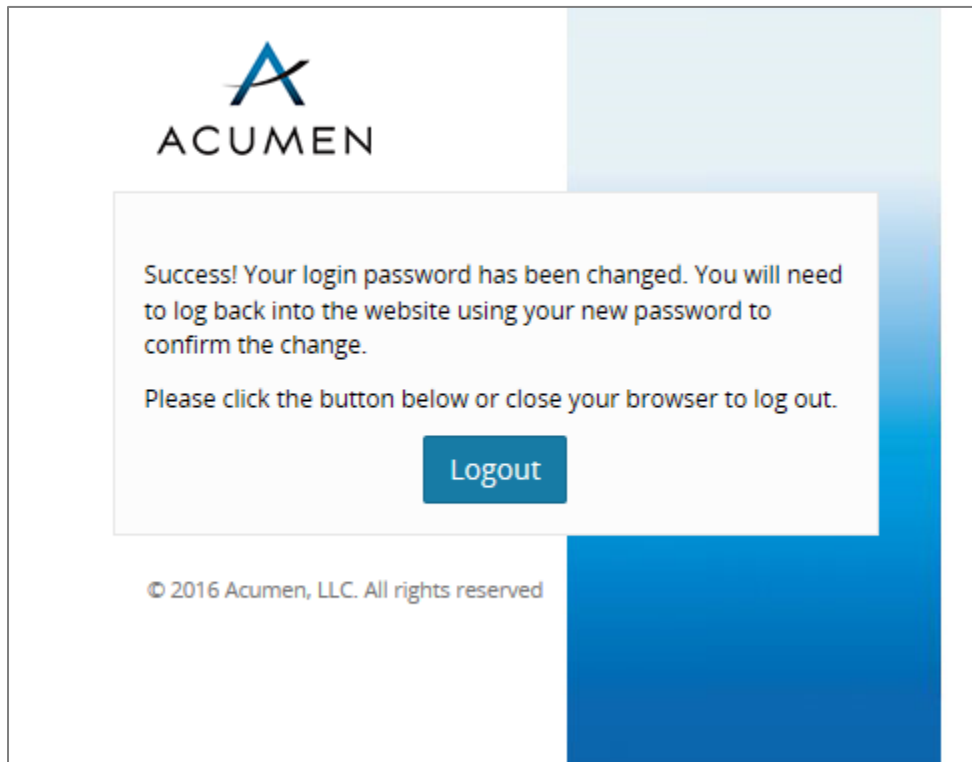 ACUMEN
Success! Your login password has been changed. You will need
to log back into the website using your new password to
confirm the change.
Please click the button below or close your browser to log out.
Logout
© 2016 Acumen, LLC. All rights reserved